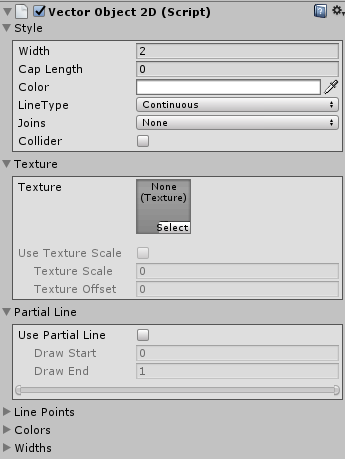 Vector Object 2D (Script)
Style
Width 2
Cap Length 0
Color
LineType Continuous
Joins None
Collider
Texture
Texture None
(Texture)
Select
Use Texture Scale
Texture Scale 0
Texture Offset 0
Partial Line
Use Partial Line
Draw Start 0
Draw End 1
Line Points
Colors
Widths